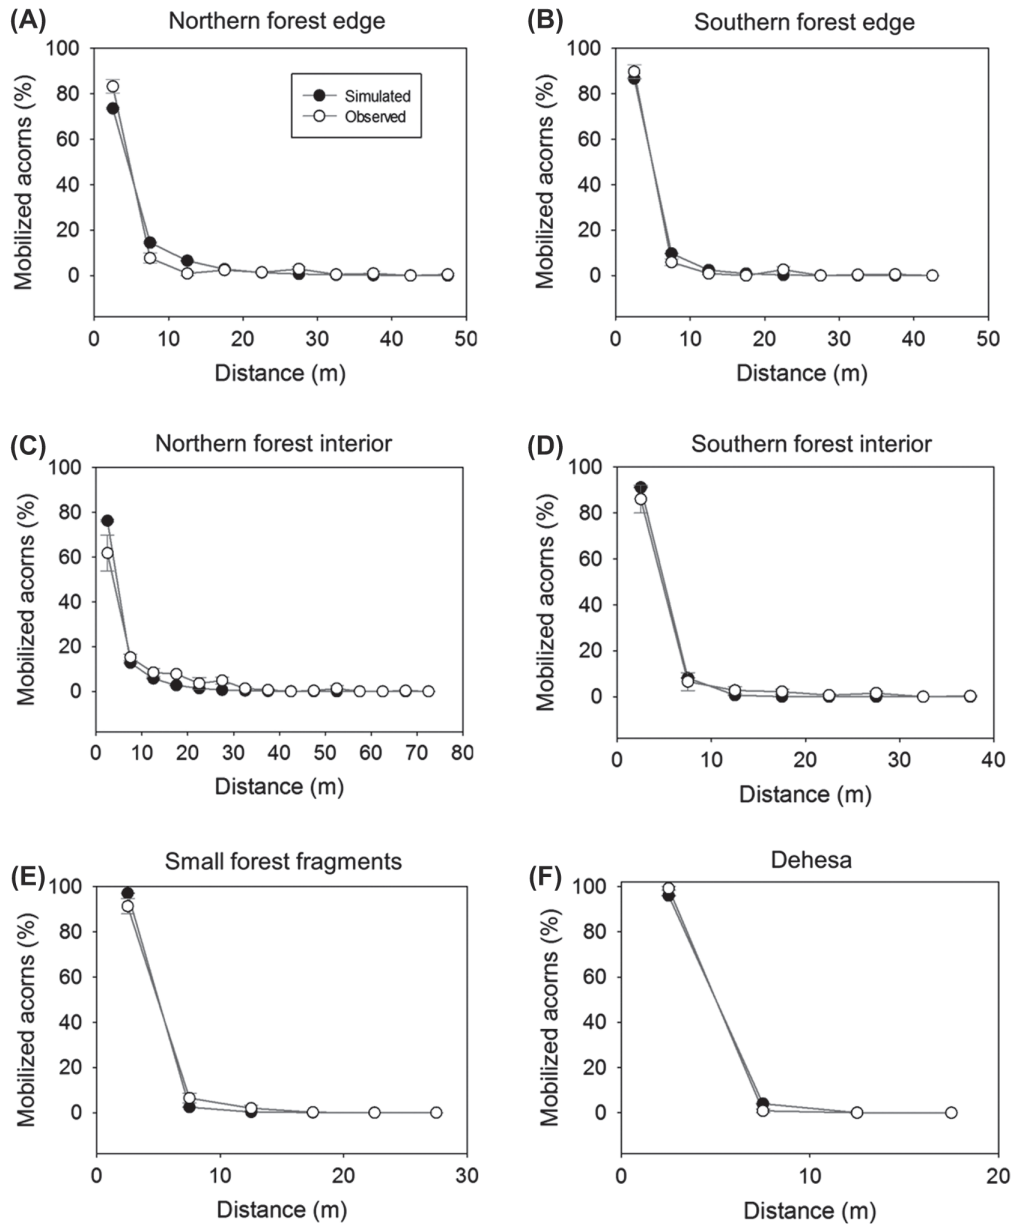 (A) Northern forest edge
100
80
60
40
20
0
Mobilized acorns (%)
Simulated
Observed
0 10 20 30 40 50
Distance (m)
(B) Southern forest edge
100
80
60
40
20
0
Mobilized acorns (%)
0 10 20 30 40 50
Distance (m)
(C) Northern forest interior
100
80
60
40
20
0
Mobilized acorns (%)
0 10 20 30 40 50 60 70 80
Distance (m)
(D) Southern forest interior
100
80
60
40
20
0
Mobilized acorns (%)
0 10 20 30 40
Distance (m)
(E) Small forest fragments
100
80
60
40
20
0
Mobilized acorns (%)
0 10 20 30
Distance (m)
(F) Dehesa
100
80
60
40
20
0
Mobilized acorns (%)
0 10 20
Distance (m)